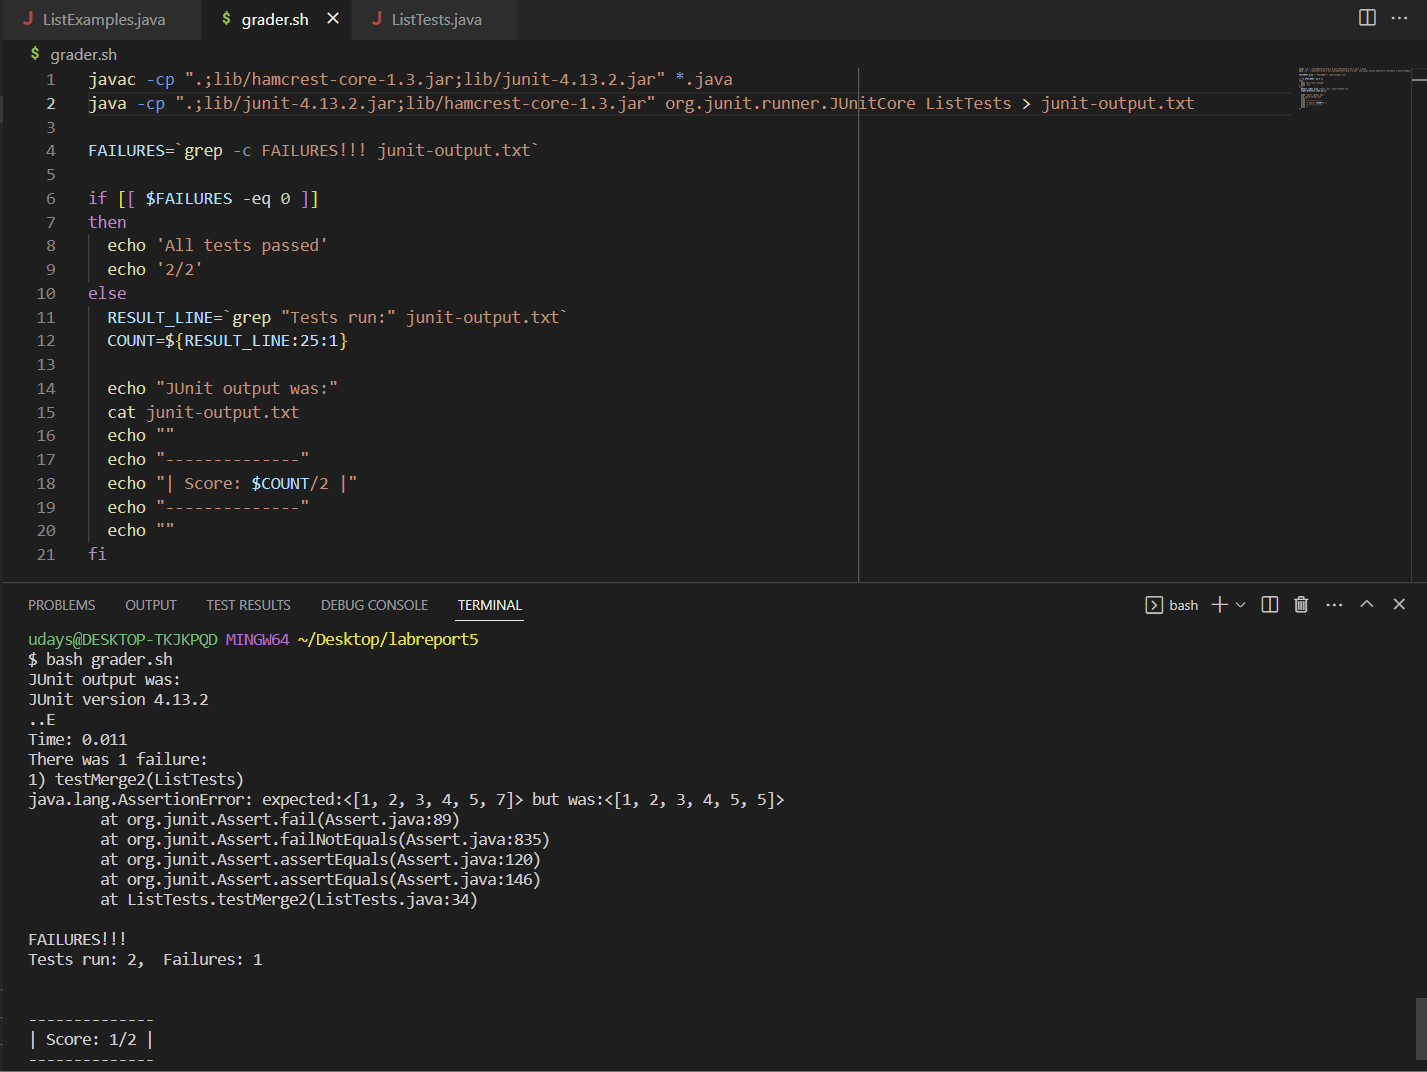 ListExamples.java
$ grader.sh
ListTests.java
$ grader.sh
1 javac -cp ".;lib/hamcrest-core-1.3.jar;lib/junit-4.13.2.jar" *.java
2 java -cp ".;lib/junit-4.13.2.jar;lib/hamcrest-core-1.3.jar" org.junit.runner.JUnitCore ListTests > junit-output.txt
3
4 FAILURES=`grep -c FAILURES!!! junit-output.txt`
5
6 if [[ $FAILURES -eq 0 ]]
7 then
8   echo 'All tests passed'
9   echo '2/2'
10 else
11   RESULT_LINE=`grep "Tests run:" junit-output.txt`
12   COUNT=${RESULT_LINE:25:1}
13
14   echo "JUnit output was:"
15   cat junit-output.txt
16   echo ""
17   echo "--------------"
18   echo "| Score: $COUNT/2 |"
19   echo "--------------"
20   echo ""
21 fi
PROBLEMS OUTPUT TEST RESULTS DEBUG CONSOLE TERMINAL bash
udays@DESKTOP-TKJKPQD MINGW64 ~/Desktop/labreport5
$ bash grader.sh
JUnit output was:
JUnit version 4.13.2
..E
Time: 0.011
There was 1 failure:
1) testMerge2(ListTests)
java.lang.AssertionError: expected:<[1, 2, 3, 4, 5, 7]> but was:<[1, 2, 3, 4, 5, 5]>
        at org.junit.Assert.fail(Assert.java:89)
        at org.junit.Assert.failNotEquals(Assert.java:835)
        at org.junit.Assert.assertEquals(Assert.java:120)
        at org.junit.Assert.assertEquals(Assert.java:146)
        at ListTests.testMerge2(ListTests.java:34)
FAILURES!!!
Tests run: 2,  Failures: 1
--------------
| Score: 1/2 |
--------------